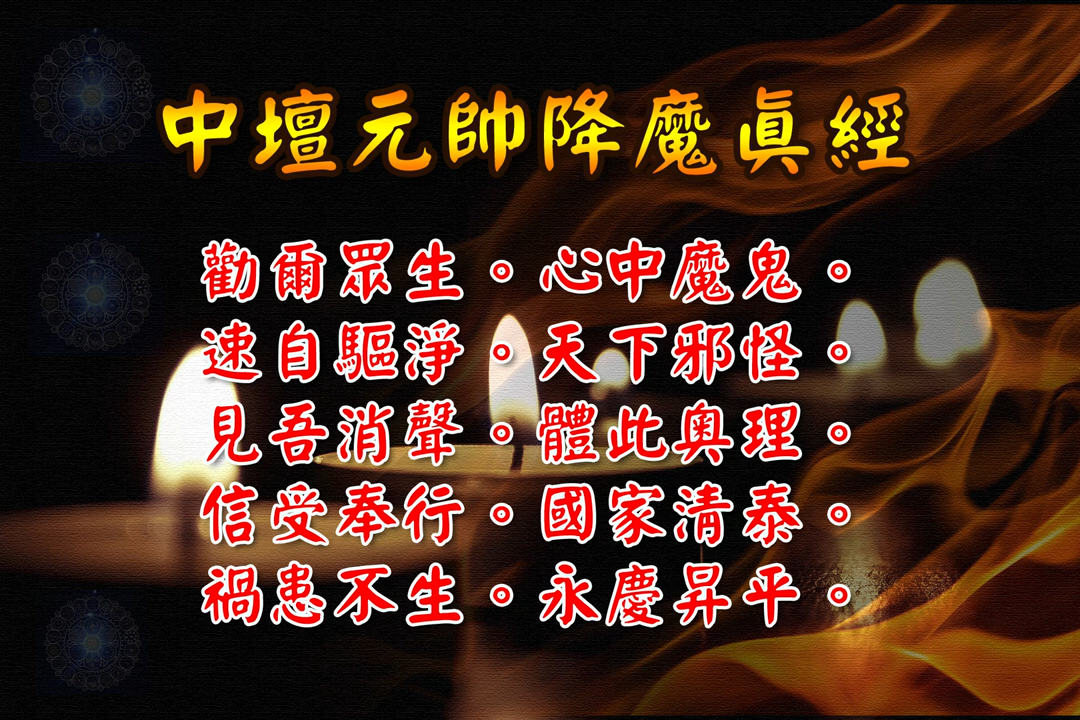 中壇元帥降魔眞經
勸爾眾生。心中魔鬼。
速自驅淨。天下邪怪。
見吾消聲。體此奧理。
信受奉行。國家清泰。
禍患不生。永慶昇平。